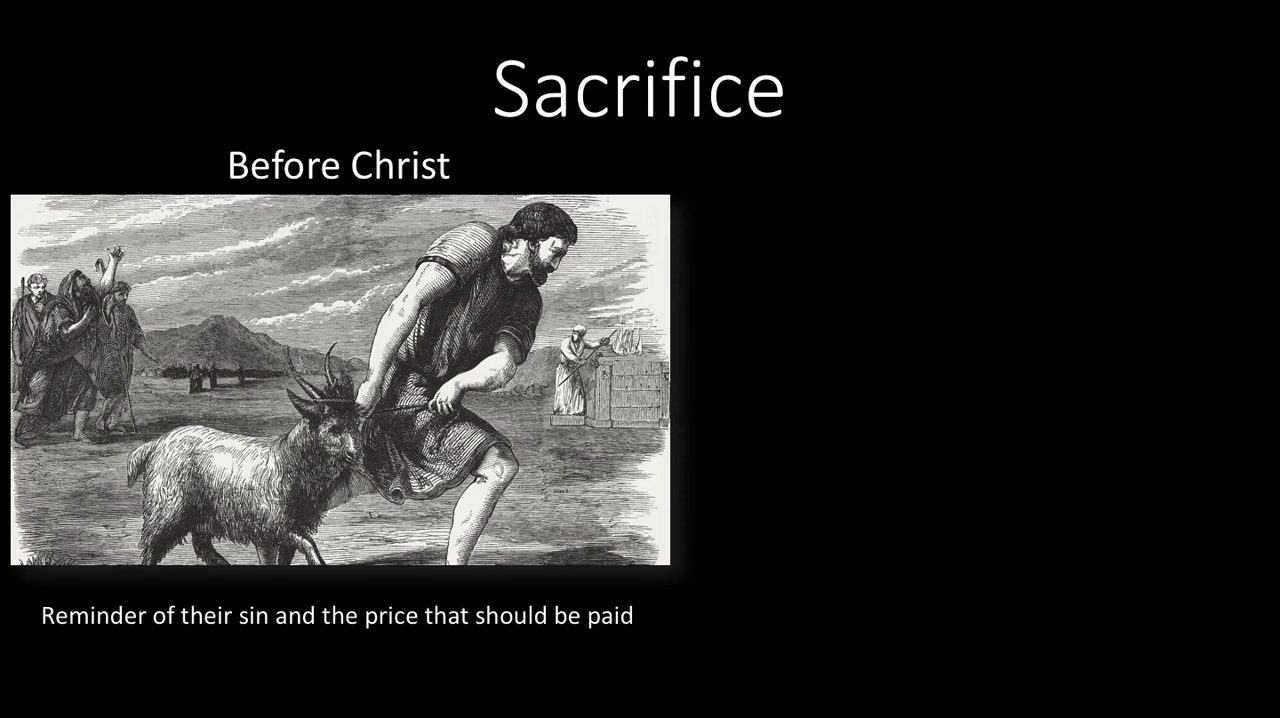 Sacrifice
Before Christ
Reminder of their sin and the price that should be paid